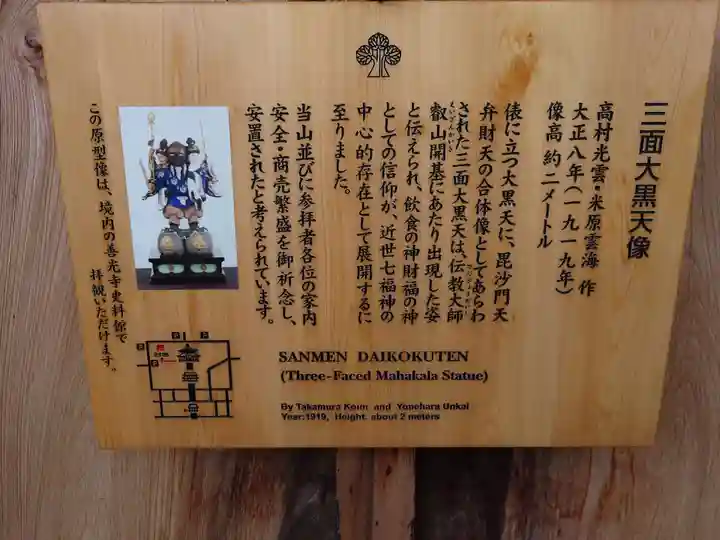 三面大黒天像
高村光雲・米原雲海 作
大正八年(一九一九年)
像高 約二メートル
俵に立つ大黒天に、毘沙門天
弁財天の合体像としてあらわ
された三面大黒天は、伝教大師
叡山開基にあたり出現した姿
と伝えられ、飲食の神財福の神
としての信仰が、近世七福神の
中心的存在として展開するに
至りました。
当山並びに参拝者各位の家内
安全・商売繁盛を御祈念し、
安置されたと考えられています。
この原型像は、境内の善光寺史料館で
拝観いただけます。
SANMEN DAIKOKUTEN
(Three-Faced Mahakala Statue)
By Takamura Koun and Yonehara Unkai
Year:1919, Height: about 2 meters
P
P
P